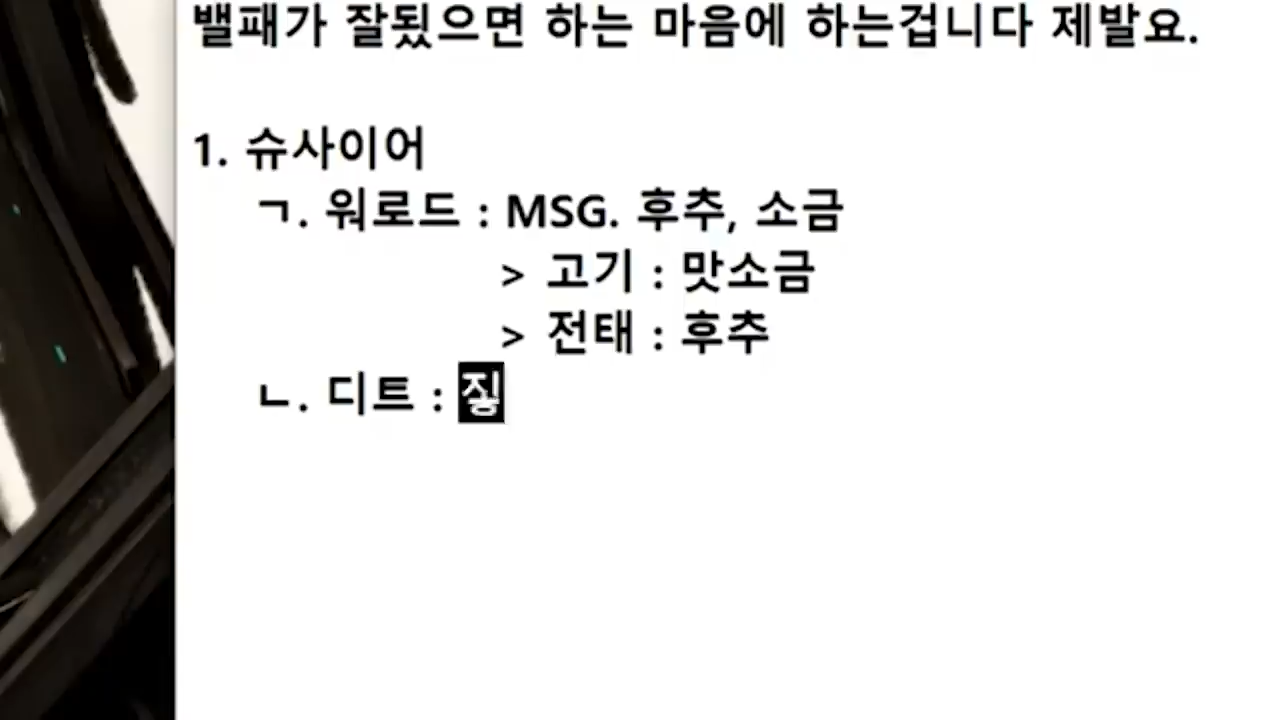 밸패가 잘됬으면 하는 마음에 하는겁니다 제발요.
1. 슈사이어
ㄱ. 워로드 : MSG. 후추, 소금
> 고기 : 맛소금
> 전태 : 후추
ㄴ. 디트 : 짛